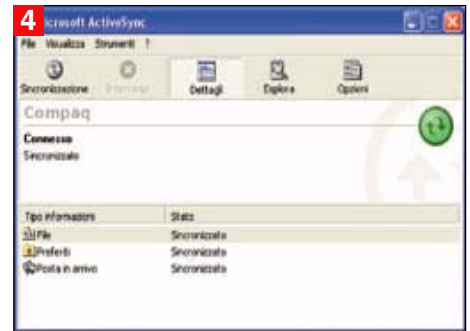 4
Microsoft ActiveSync
File Visualizza Strumenti ?
Sincronizzazione Interrompi Dettagli Esplora Opzioni
Compaq
Connesso
Sincronizzato
Tipo informazioni Stato
File Sincronizzato
Preferiti Sincronizzato
Posta in arrivo Sincronizzato